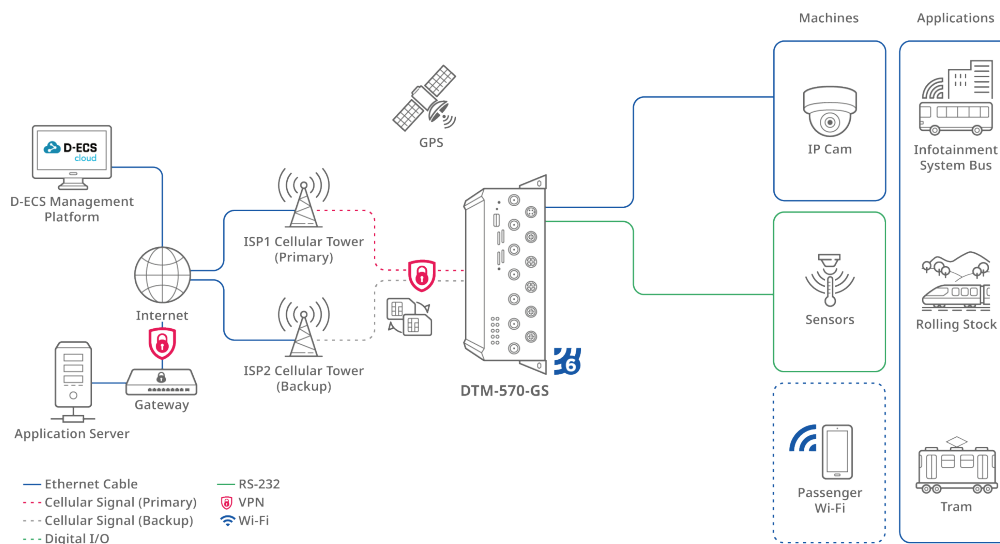 Machines
Applications
GPS
IP Cam
Infotainment
System Bus
D-ECS
cloud
D-ECS Management
Platform
ISP1 Cellular Tower
(Primary)
Internet
Sensors
Rolling Stock
ISP2 Cellular Tower
(Backup)
6
DTM-570-GS
Gateway
Application Server
Passenger
Wi-Fi
Tram
Ethernet Cable
Cellular Signal (Primary)
Cellular Signal (Backup)
Digital I/O
RS-232
VPN
Wi-Fi